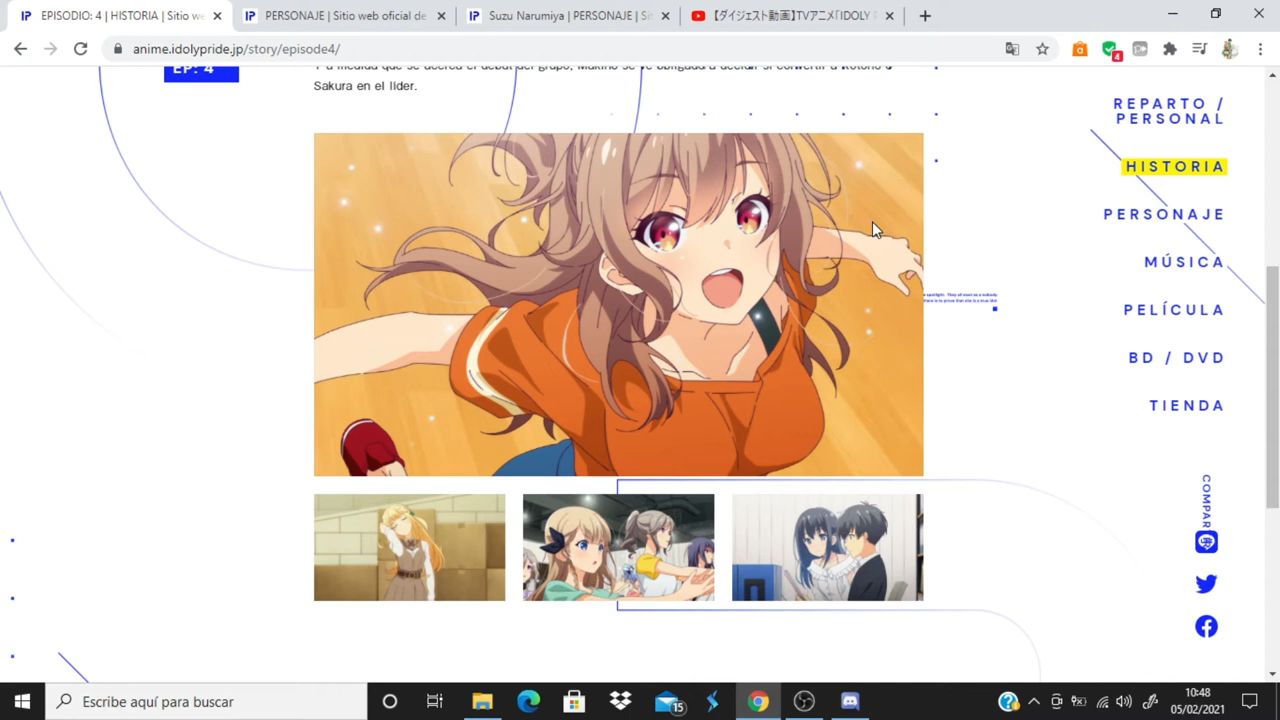 EPISODIO: 4 | HISTORIA | Sitio w
PERSONAJE | Sitio web oficial de
Suzu Narumiya | PERSONAJE | Sit
【ダイジェスト動画】TVアニメ「IDOLY P
anime.idolypride.jp/story/episode4/
4
EP. 4
Sakura en el líder.
REPARTO /
PERSONAL
HISTORIA
PERSONAJE
MÚSICA
PELÍCULA
BD / DVD
TIENDA
COMPAR
Escribe aquí para buscar
15
10:48
05/02/2021